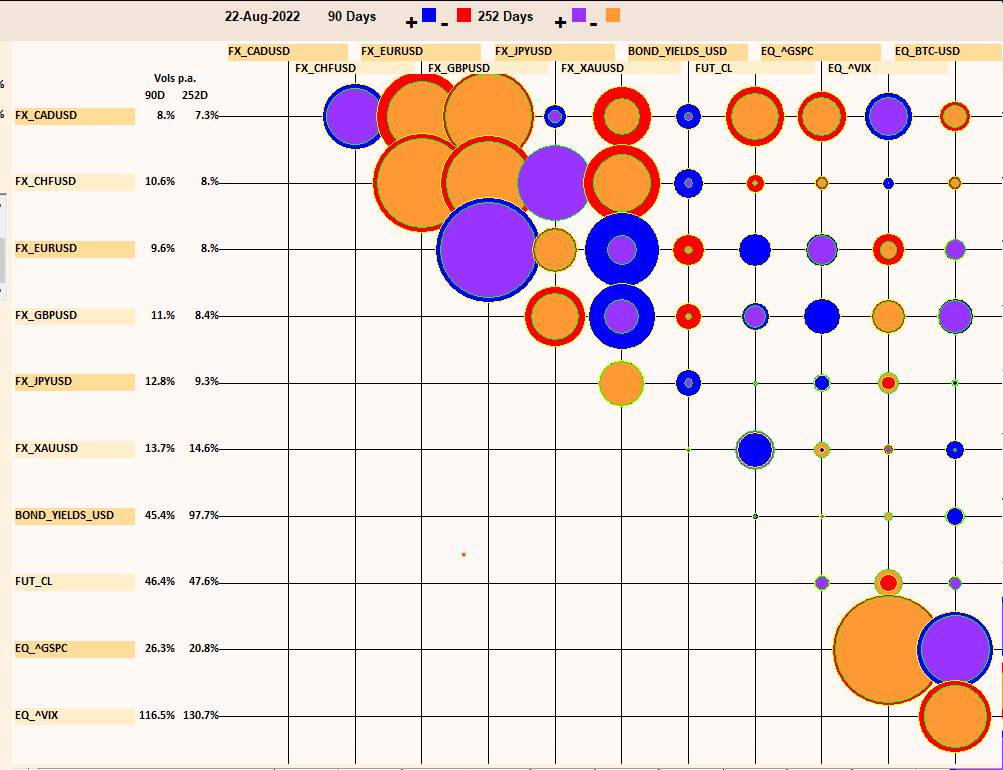 22-Aug-2022 90 Days + - 252 Days + -
FX_CADUSD FX_EURUSD FX_JPYUSD BOND_YIELDS_USD EQ_^GSPC EQ_BTC-USD
FX_CHFUSD FX_GBPUSD FX_XAUUSD FUT_CL EQ_^VIX
%
Vols p.a.
90D 252D
% FX_CADUSD 8.% 7.3%
FX_CHFUSD 10.6% 8.%
FX_EURUSD 9.6% 8.%
FX_GBPUSD 11.% 8.4%
FX_JPYUSD 12.8% 9.3%
FX_XAUUSD 13.7% 14.6%
BOND_YIELDS_USD 45.4% 97.7%
FUT_CL 46.4% 47.6%
EQ_^GSPC 26.3% 20.8%
EQ_^VIX 116.5% 130.7%